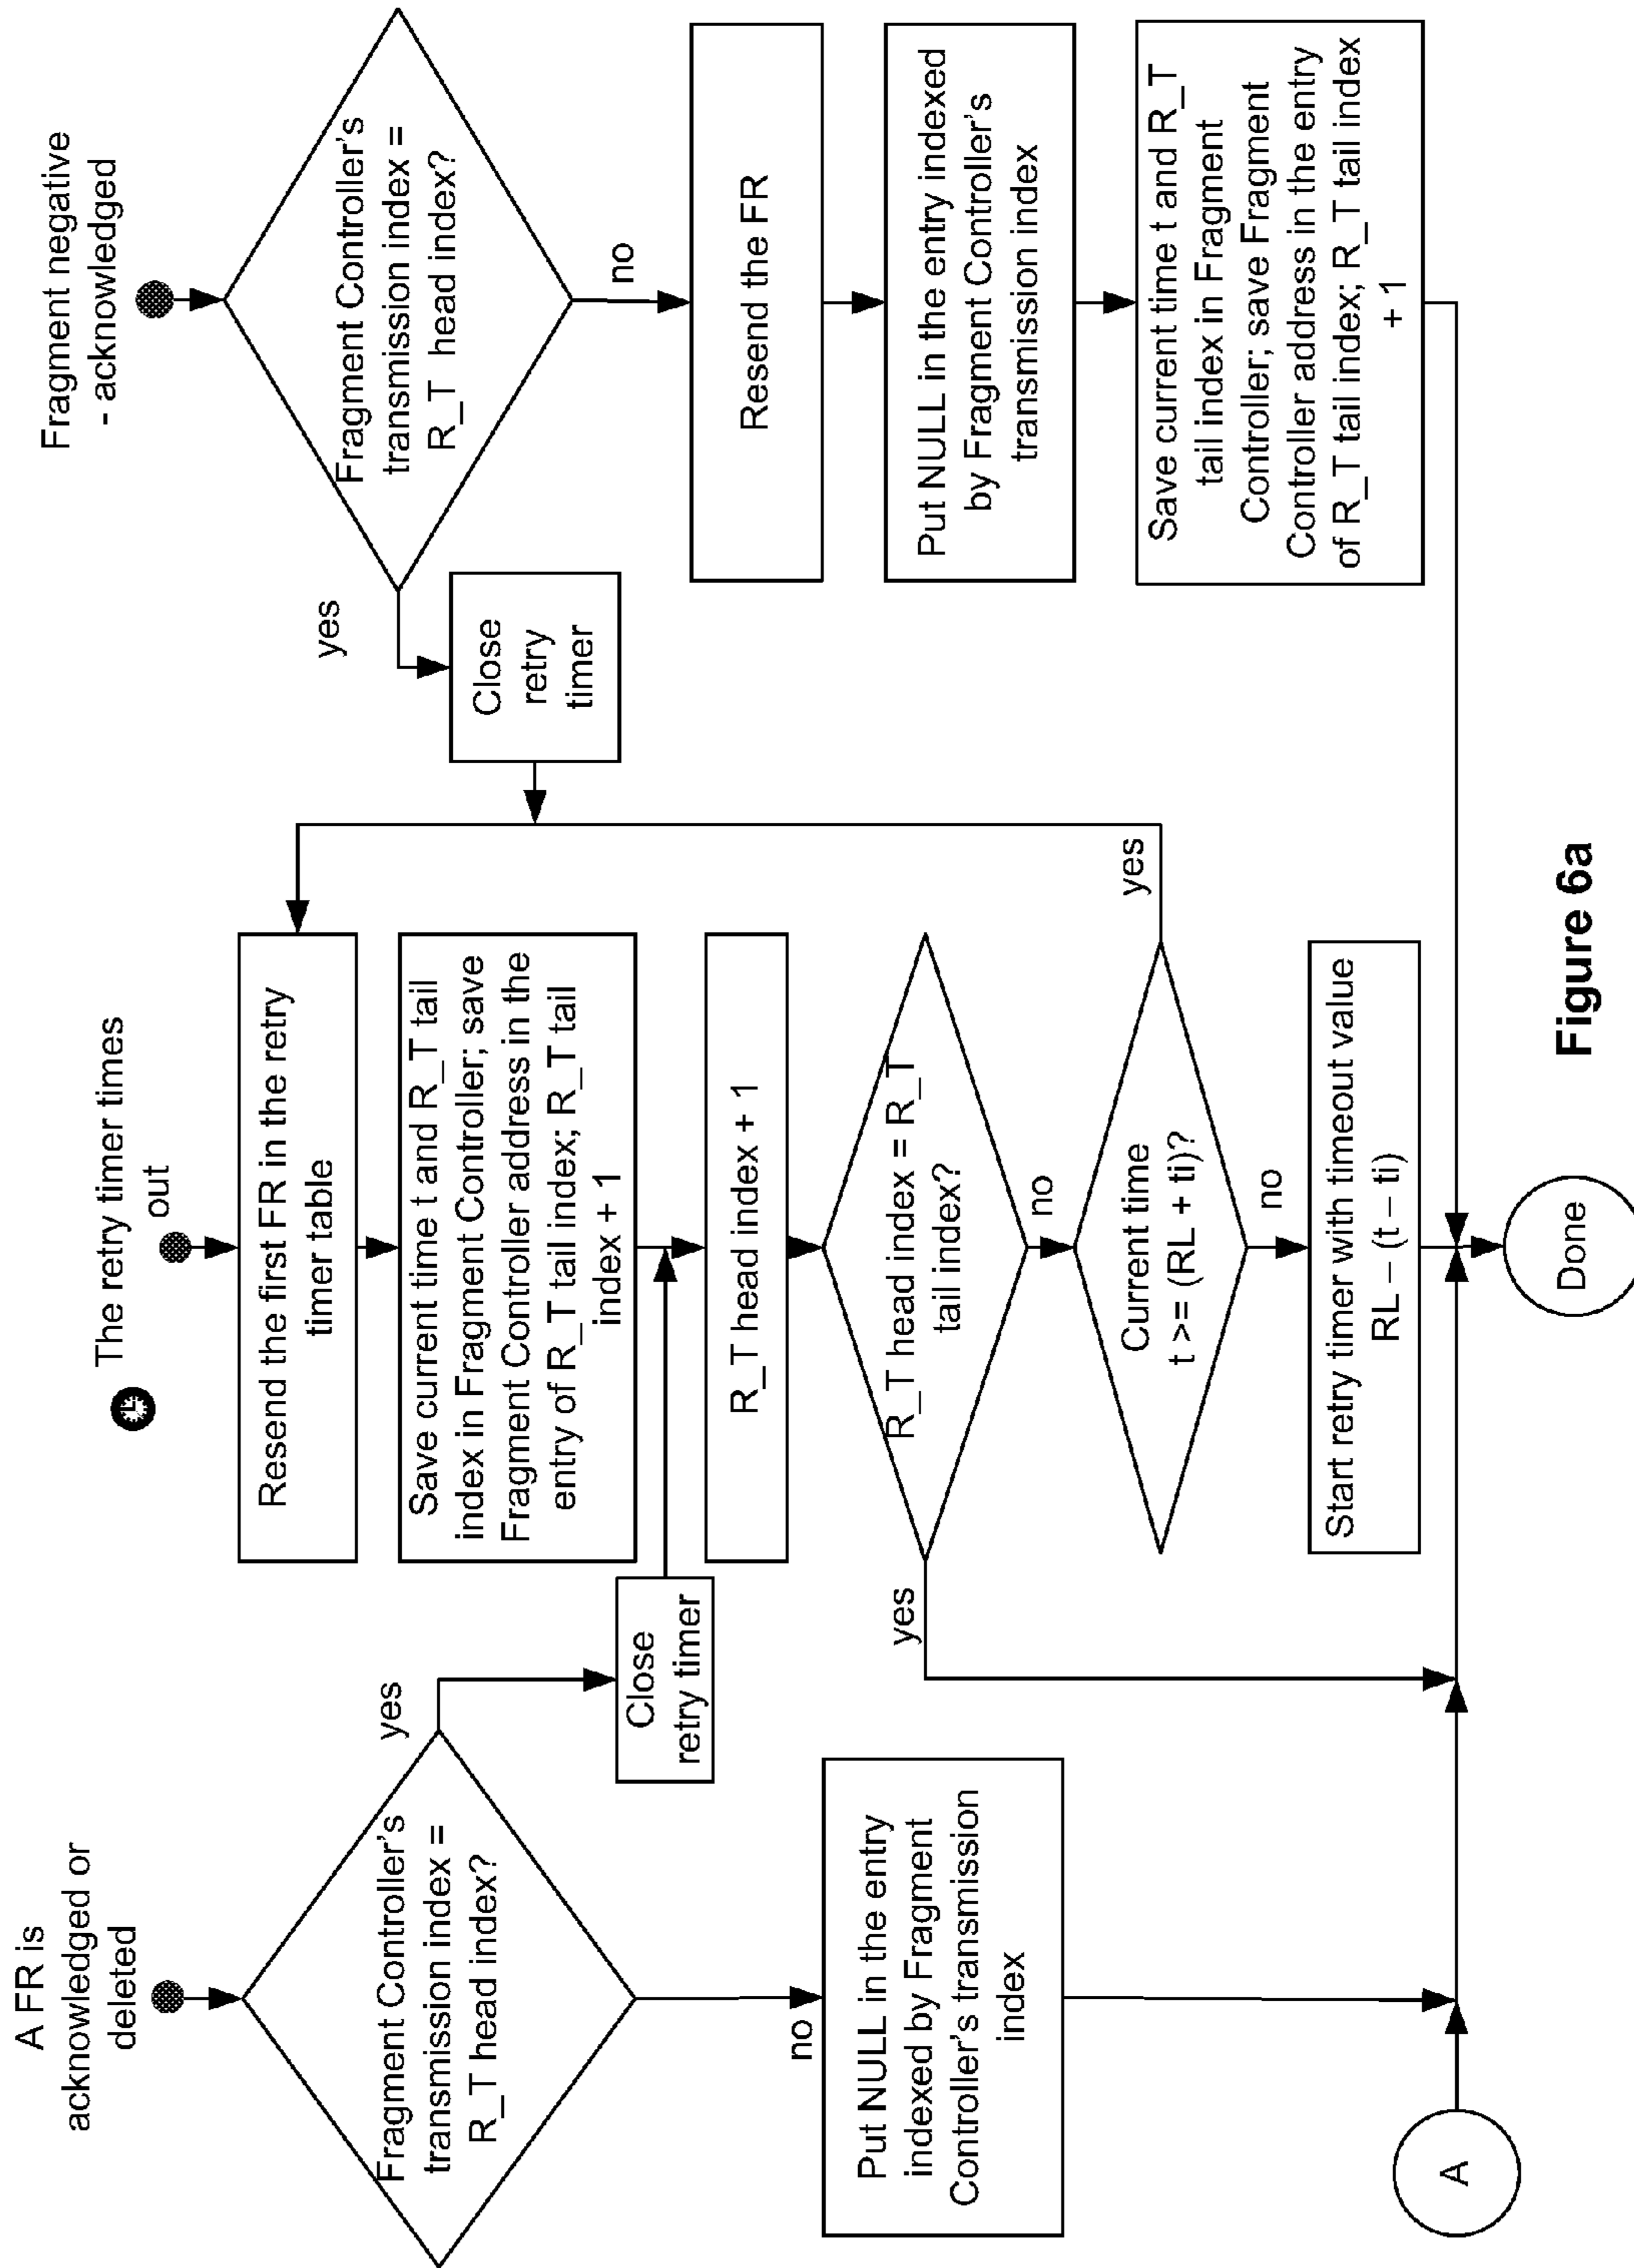 A FR is
acknowledged or
deleted
Fragment Controller's
transmission index =
R_T head index?
yes
no
Close
retry timer
Put NULL in the entry
indexed by Fragment
Controller's transmission
index
A
The retry timer times
out
Resend the first FR in the retry
timer table
Save current time t and R_T tail
index in Fragment Controller; save
Fragment Controller address in the
entry of R_T tail index; R_T tail
index + 1
R_T head index + 1
R_T head index = R_T
tail index?
yes
no
Current time
t >= (RL + ti)?
yes
no
Start retry timer with timeout value
RL – (t – ti)
Done
Fragment negative
- acknowledged
Fragment Controller's
transmission index =
R_T head index?
yes
no
Close
retry
timer
Resend the FR
Put NULL in the entry indexed
by Fragment Controller's
transmission index
Save current time t and R_T
tail index in Fragment
Controller; save Fragment
Controller address in the entry
of R_T tail index; R_T tail index
+ 1
Figure 6a